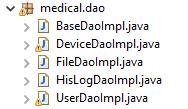 medical.dao
BaseDaoImpl.java
DeviceDaoImpl.java
FileDaoImpl.java
HisLogDaoImpl.java
UserDaoImpl.java